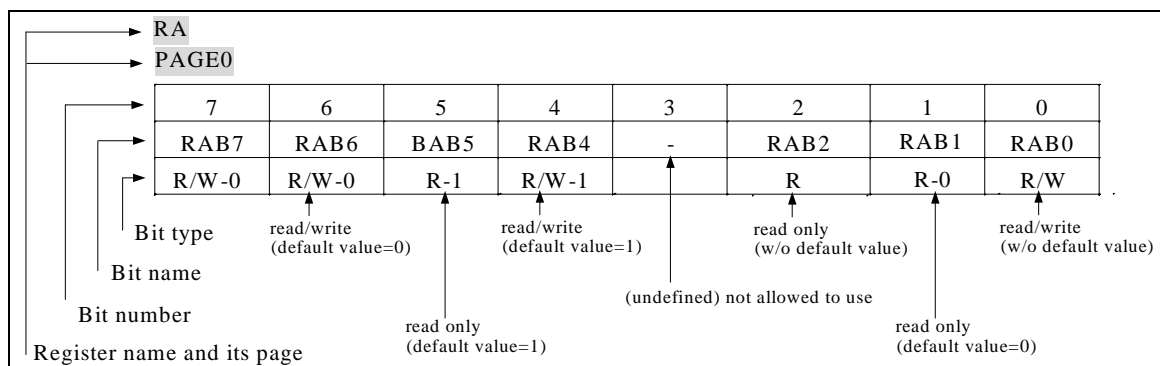 RA
PAGE0
7 6 5 4 3 2 1 0
RAB7 RAB6 BAB5 RAB4 - RAB2 RAB1 RAB0
R/W-0 R/W-0 R-1 R/W-1 R R-0 R/W
Bit type
read/write
(default value=0)
read/write
(default value=1)
read only
(w/o default value)
read/write
(w/o default value)
Bit name
(undefined) not allowed to use
Bit number
read only
(default value=1)
read only
(default value=0)
Register name and its page